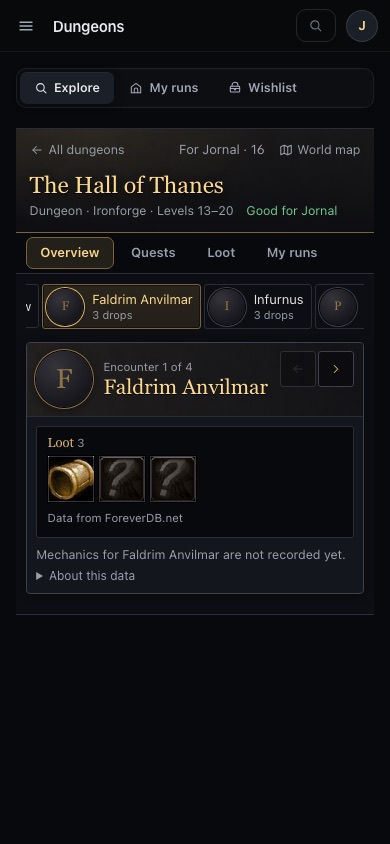 Dungeons
J
Explore
My runs
Wishlist
All dungeons
For Jornal · 16
World map
The Hall of Thanes
Dungeon · Ironforge · Levels 13–20
Good for Jornal
Overview
Quests
Loot
My runs
F
Faldrim Anvilmar
3 drops
I
Infurnus
3 drops
P
F
Encounter 1 of 4
Faldrim Anvilmar
Loot 3
Data from ForeverDB.net
Mechanics for Faldrim Anvilmar are not recorded yet.
About this data